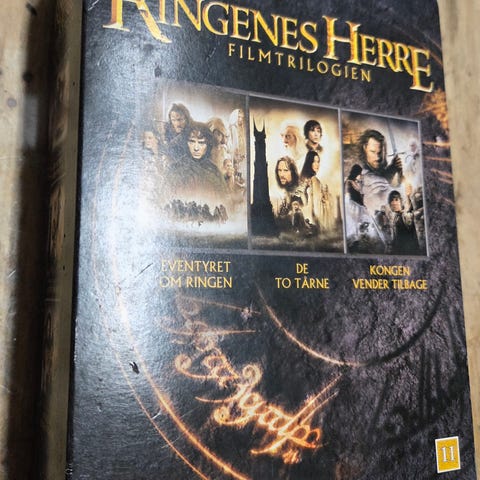 RINGENES HERRE
FILMTRILOGIEN
EVENTYRET
OM RINGEN
DE
TO TÅRNE
KONGEN
VENDER TILBAGE
11